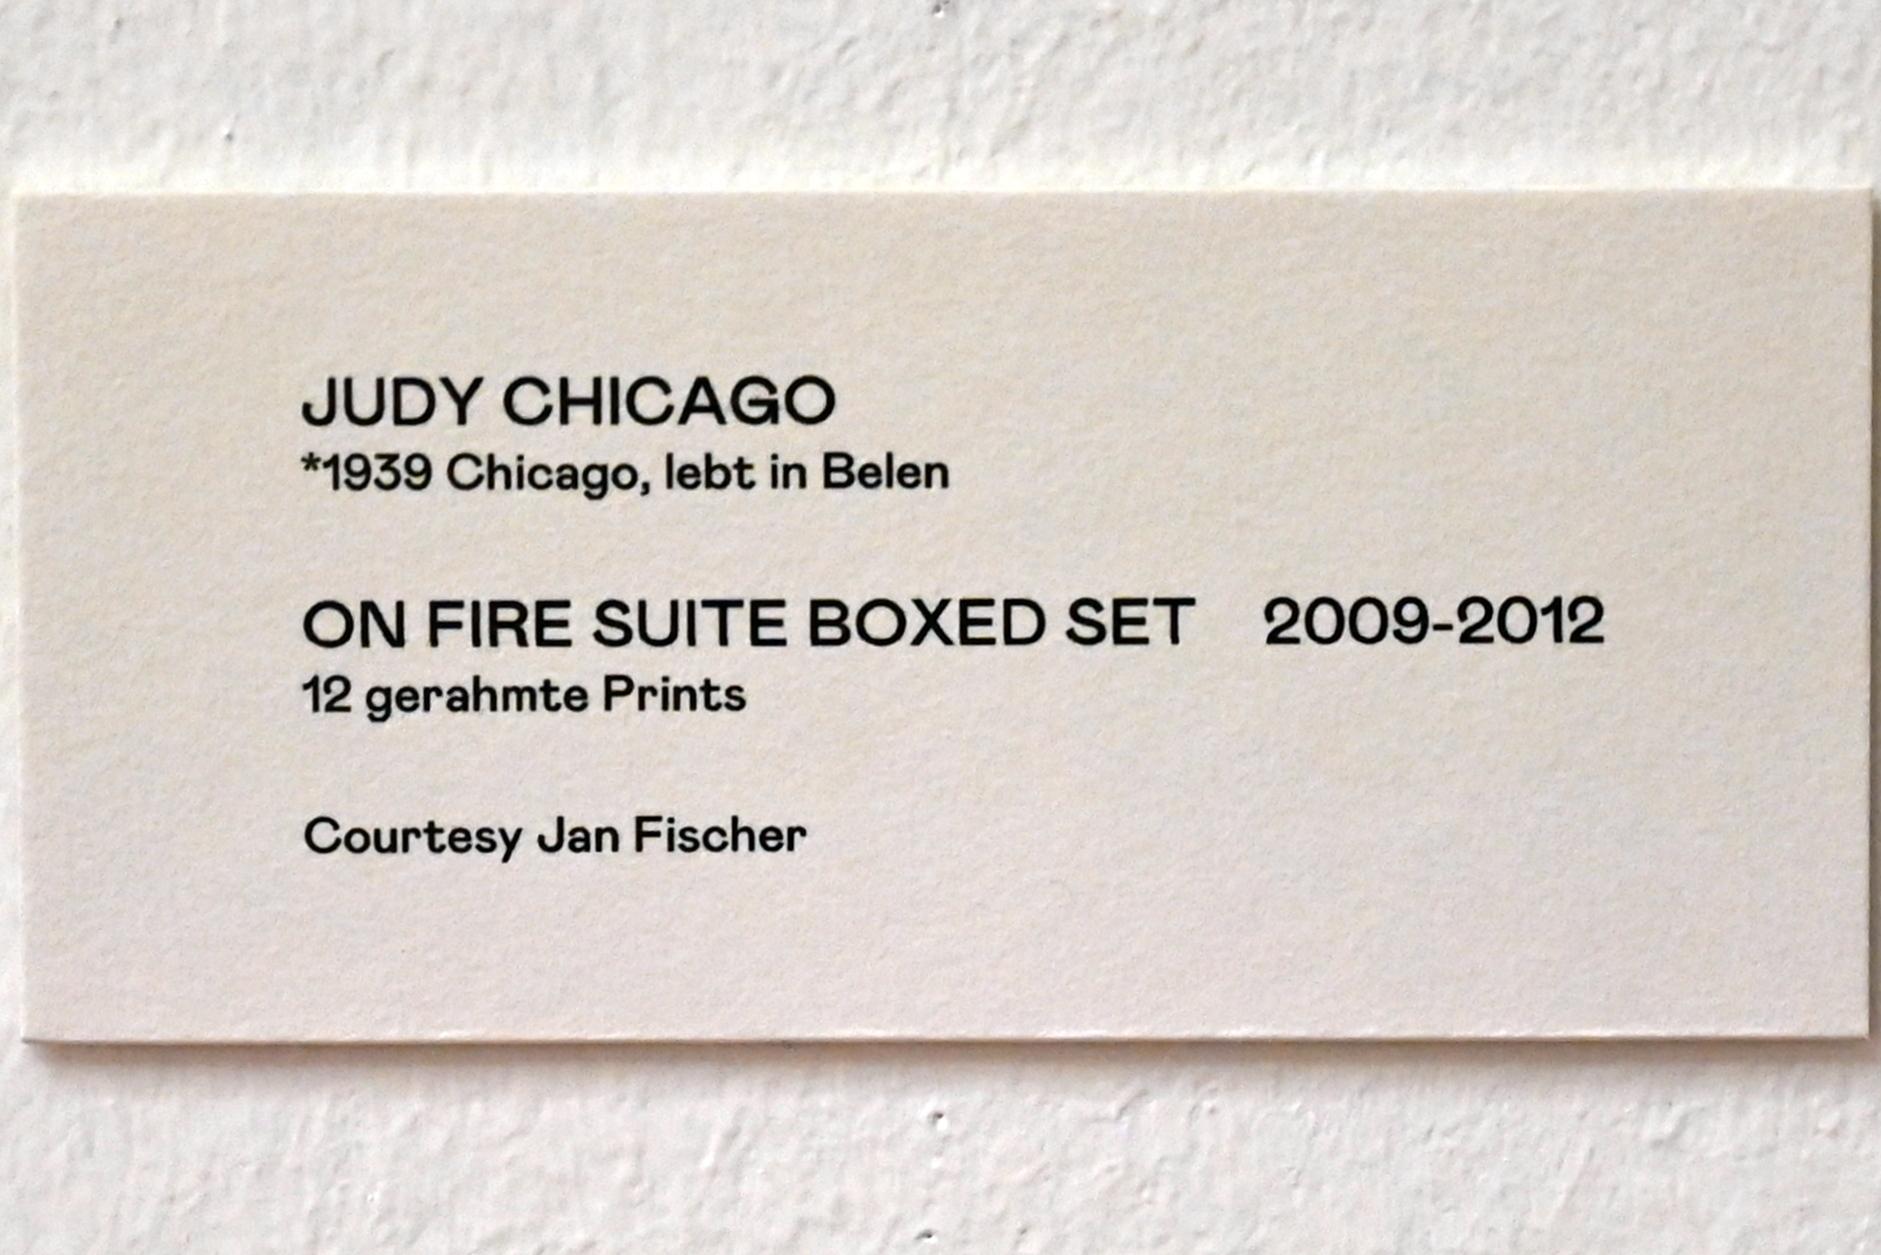 JUDY CHICAGO
*1939 Chicago, lebt in Belen
ON FIRE SUITE BOXED SET 2009-2012
12 gerahmte Prints
Courtesy Jan Fischer